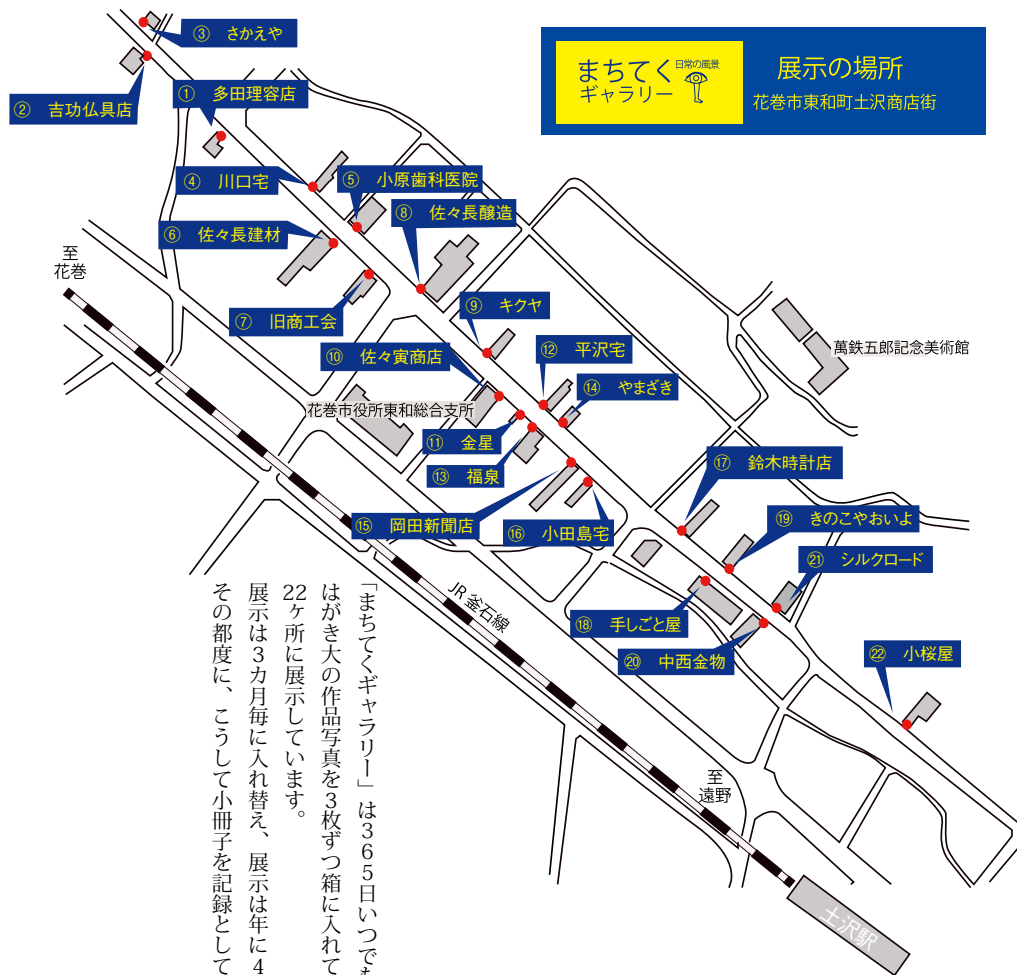 まちてく
ギャラリー
日常の風景
展示の場所
花巻市東和町土沢商店街
③ さかえや
② 吉功仏具店
① 多田理容店
④ 川口宅
⑤ 小原歯科医院
⑥ 佐々長建材
⑧ 佐々長醸造
至
花巻
⑦ 旧商工会
⑨ キクヤ
⑩ 佐々寅商店
⑫ 平沢宅
萬鉄五郎記念美術館
⑭ やまざき
花巻市役所東和総合支所
⑪ 金星
⑬ 福泉
⑰ 鈴木時計店
⑮ 岡田新聞店
⑯ 小田島宅
⑲ きのこやおいよ
㉑ シルクロード
JR 釜石線
⑱ 手しごと屋
⑳ 中西金物
㉒ 小桜屋
至
遠野
土沢駅
「まちてくギャラリー」は365日いつでも
はがき大の作品写真を3枚ずつ箱に入れて
22ヶ所に展示しています。
展示は3カ月毎に入れ替え、展示は年に4
その都度に、こうして小冊子を記録として